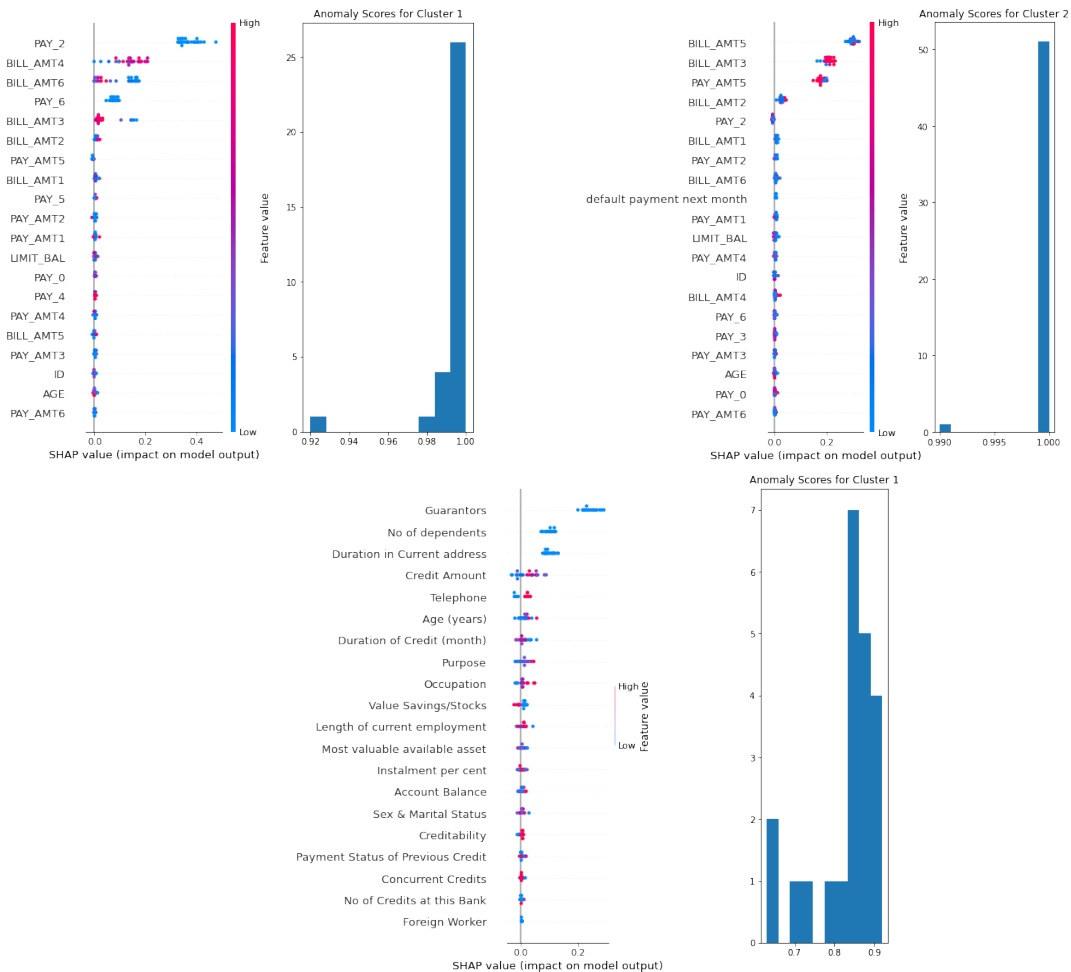 High
PAY_2
BILL_AMT4
BILL_AMT6
PAY_6
BILL_AMT3
BILL_AMT2
PAY_AMT5
BILL_AMT1
PAY_5
PAY_AMT2
PAY_AMT1
LIMIT_BAL
PAY_0
PAY_4
PAY_AMT4
BILL_AMT5
PAY_AMT3
ID
AGE
PAY_AMT6
Low
0.0 0.2 0.4
SHAP value (impact on model output)
Feature value
Anomaly Scores for Cluster 1
25
20
15
10
5
0
0.92 0.94 0.96 0.98 1.00
High
BILL_AMT5
BILL_AMT3
PAY_AMT5
BILL_AMT2
PAY_2
BILL_AMT1
PAY_AMT2
BILL_AMT6
default payment next month
PAY_AMT1
LIMIT_BAL
PAY_AMT4
ID
BILL_AMT4
PAY_6
PAY_3
PAY_AMT3
AGE
PAY_0
PAY_AMT6
Low
0.0 0.2
SHAP value (impact on model output)
Feature value
Anomaly Scores for Cluster 2
50
40
30
20
10
0
0.990 0.995 1.000
Guarantors
No of dependents
Duration in Current address
Credit Amount
Telephone
Age (years)
Duration of Credit (month)
Purpose
Occupation
Value Savings/Stocks
Length of current employment
Most valuable available asset
Instalment per cent
Account Balance
Sex & Marital Status
Creditability
Payment Status of Previous Credit
Concurrent Credits
No of Credits at this Bank
Foreign Worker
0.0 0.2
SHAP value (impact on model output)
High
Low
Feature value
Anomaly Scores for Cluster 1
7
6
5
4
3
2
1
0
0.7 0.8 0.9